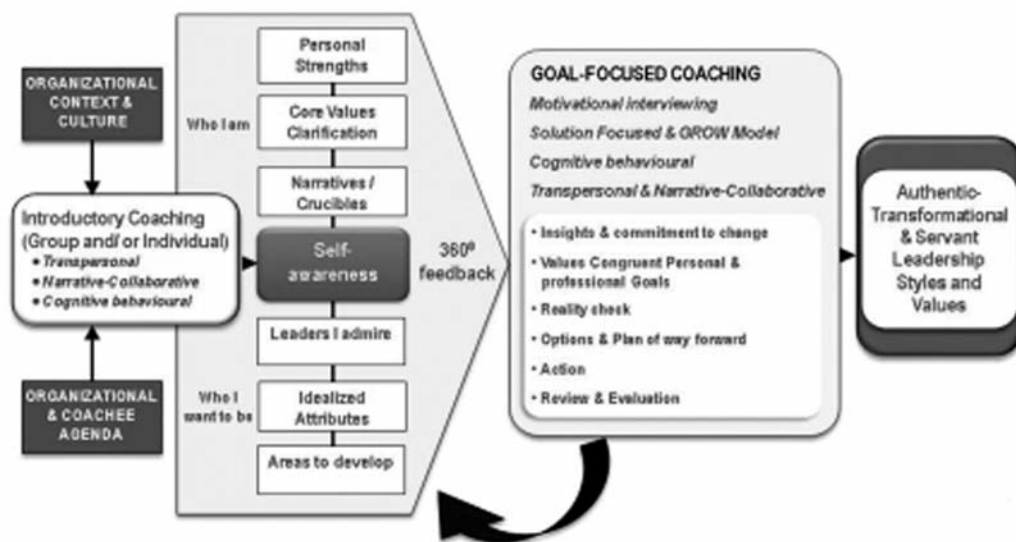 ORGANIZATIONAL
CONTEXT &
CULTURE
Introductory Coaching
(Group and/ or Individual)
• Transpersonal
• Narrative-Collaborative
• Cognitive behavioural
ORGANIZATIONAL
& COACHEE
AGENDA
Who I am
Personal
Strengths
Core Values
Clarification
Narratives /
Crucibles
Self-
awareness
360⁰
feedback
Leaders I admire
Who I
want to be
Idealized
Attributes
Areas to develop
GOAL-FOCUSED COACHING
Motivational interviewing
Solution Focused & GROW Model
Cognitive behavioural
Transpersonal & Narrative-Collaborative
• Insights & commitment to change
• Values Congruent Personal &
professional Goals
• Reality check
• Options & Plan of way forward
• Action
• Review & Evaluation
Authentic-
Transformational
& Servant
Leadership
Styles and
Values